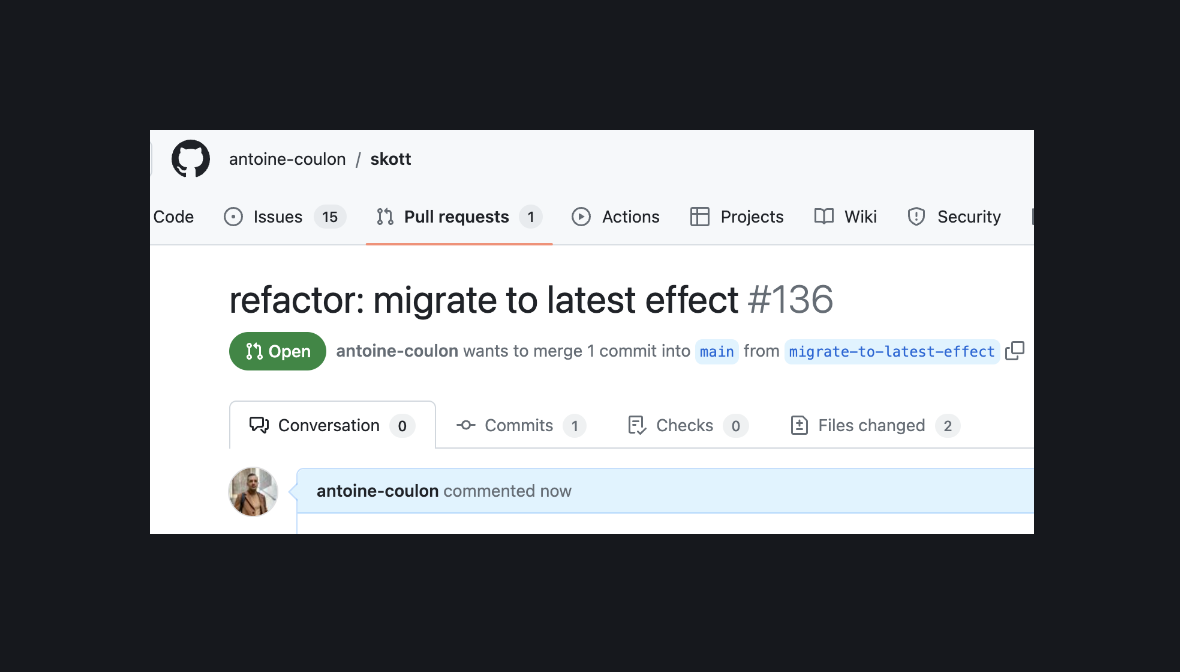 antoine-coulon / skott
Code Issues 15 Pull requests 1 Actions Projects Wiki Security
refactor: migrate to latest effect #136
Open antoine-coulon wants to merge 1 commit into main from migrate-to-latest-effect
Conversation 0 Commits 1 Checks 0 Files changed 2
antoine-coulon commented now